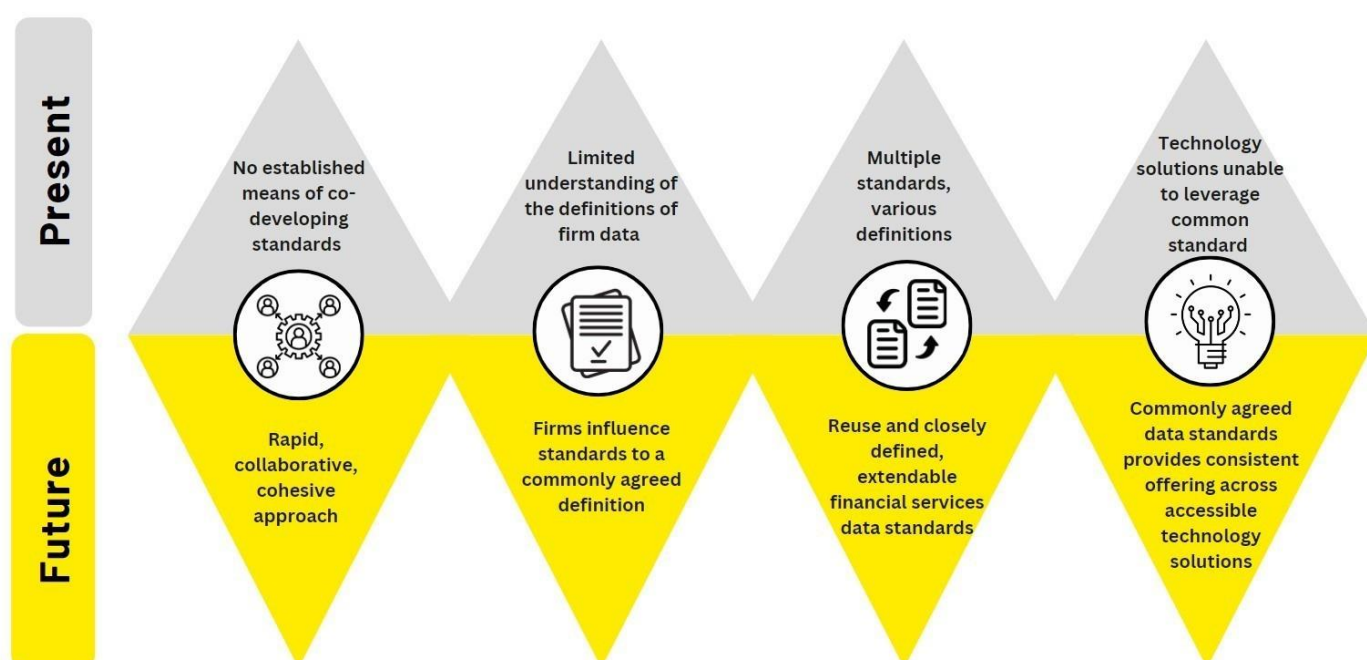 Present
No established
means of co-
developing
standards
Limited
understanding of
the definitions of
firm data
Multiple
standards,
various
definitions
Technology
solutions unable
to leverage
common
standard
Future
Rapid,
collaborative,
cohesive
approach
Firms influence
standards to a
commonly agreed
definition
Reuse and closely
defined,
extendable
financial services
data standards
Commonly agreed
data standards
provides consistent
offering across
accessible
technology
solutions